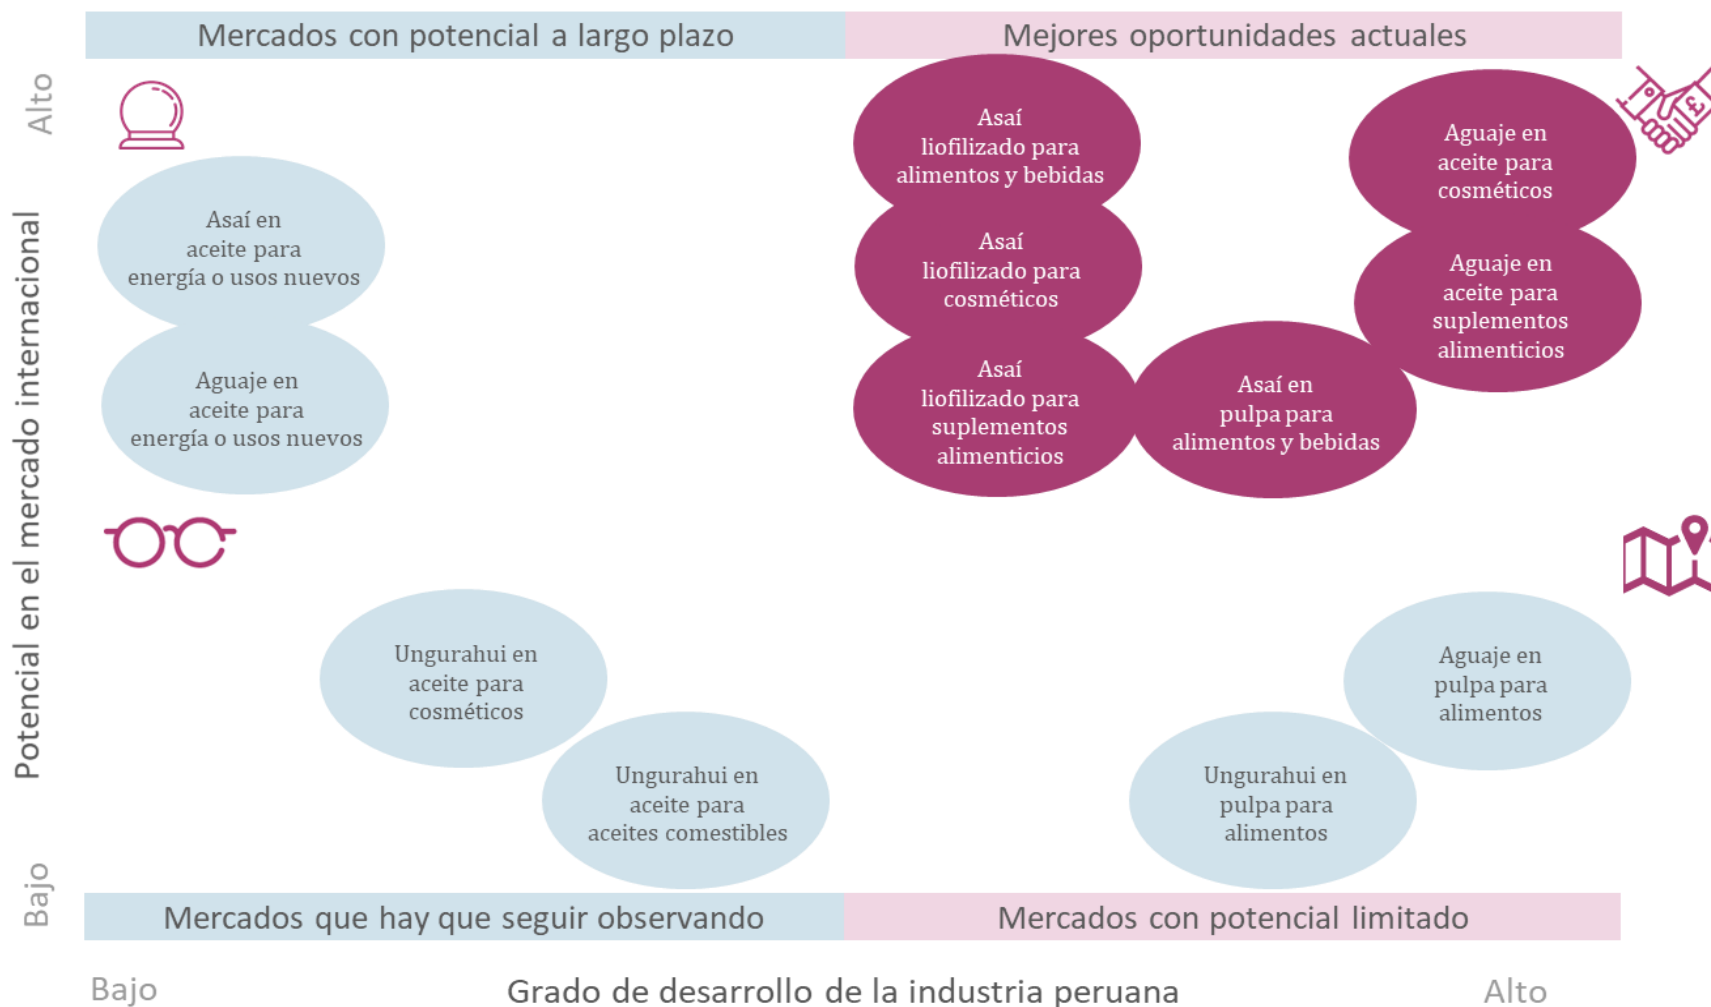 Mercados con potencial a largo plazo
Mejores oportunidades actuales
Alto
Potencial en el mercado internacional
Bajo
Asaí en
aceite para
energía o usos nuevos
Aguaje en
aceite para
energía o usos nuevos
Asaí
liofilizado para
alimentos y bebidas
Asaí
liofilizado para
cosméticos
Asaí
liofilizado para
suplementos
alimenticios
Asaí en
pulpa para
alimentos y bebidas
Aguaje en
aceite para
cosméticos
Aguaje en
aceite para
suplementos
alimenticios
£
Ungurahui en
aceite para
cosméticos
Ungurahui en
aceite para
aceites comestibles
Ungurahui en
pulpa para
alimentos
Aguaje en
pulpa para
alimentos
Mercados que hay que seguir observando
Mercados con potencial limitado
Bajo
Grado de desarrollo de la industria peruana
Alto